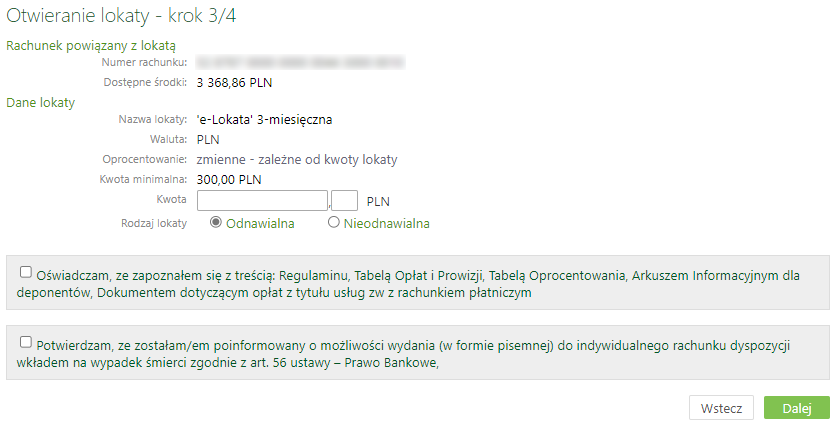 Otwieranie lokaty - krok 3/4
Rachunek powiązany z lokatą
Numer rachunku:
Dostępne środki: 3 368,86 PLN
Dane lokaty
Nazwa lokaty: 'e-Lokata' 3-miesięczna
Waluta: PLN
Oprocentowanie: zmienne - zależne od kwoty lokaty
Kwota minimalna: 300,00 PLN
Kwota , PLN
Rodzaj lokaty Odnawialna Nieodnawialna
Oświadczam, ze zapoznałem się z treścią: Regulaminu, Tabelą Opłat i Prowizji, Tabelą Oprocentowania, Arkuszem Informacyjnym dla
deponentów, Dokumentem dotyczącym opłat z tytułu usług zw z rachunkiem płatniczym
Potwierdzam, ze zostałam/em poinformowany o możliwości wydania (w formie pisemnej) do indywidualnego rachunku dyspozycji
wkładem na wypadek śmierci zgodnie z art. 56 ustawy – Prawo Bankowe,
Wstecz Dalej